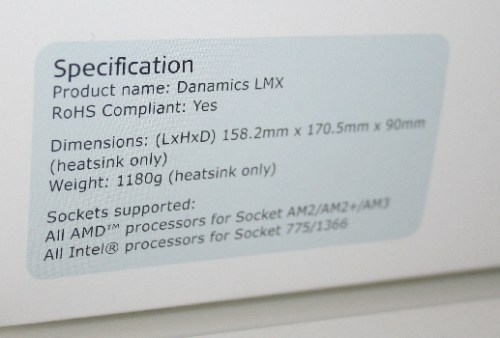 Specification
Product name: Danamics LMX
RoHS Compliant: Yes
Dimensions: (LxHxD) 158.2mm x 170.5mm x 90mm
(heatsink only)
Weight: 1180g (heatsink only)
Sockets supported:
All AMD™ processors for Socket AM2/AM2+/AM3
All Intel® processors for Socket 775/1366